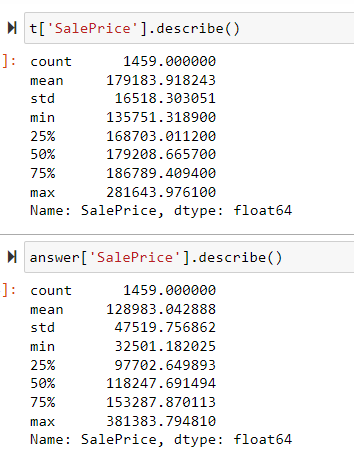 t['SalePrice'].describe()
]: count 1459.000000
mean 179183.918243
std 16518.303051
min 135751.318900
25% 168703.011200
50% 179208.665700
75% 186789.409400
max 281643.976100
Name: SalePrice, dtype: float64
answer['SalePrice'].describe()
]: count 1459.000000
mean 128983.042888
std 47519.756862
min 32501.182025
25% 97702.649893
50% 118247.691494
75% 153287.870113
max 381383.794810
Name: SalePrice, dtype: float64